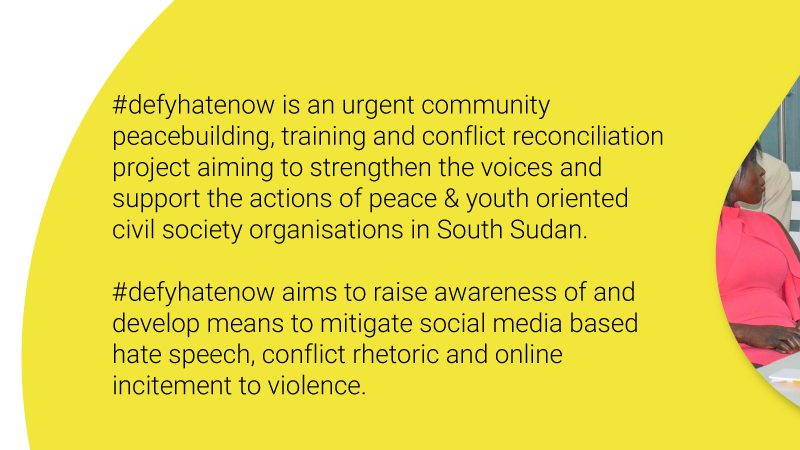 #defyhatenow is an urgent community
peacebuilding, training and conflict reconciliation
project aiming to strengthen the voices and
support the actions of peace & youth oriented
civil society organisations in South Sudan.
#defyhatenow aims to raise awareness of and
develop means to mitigate social media based
hate speech, conflict rhetoric and online
incitement to violence.